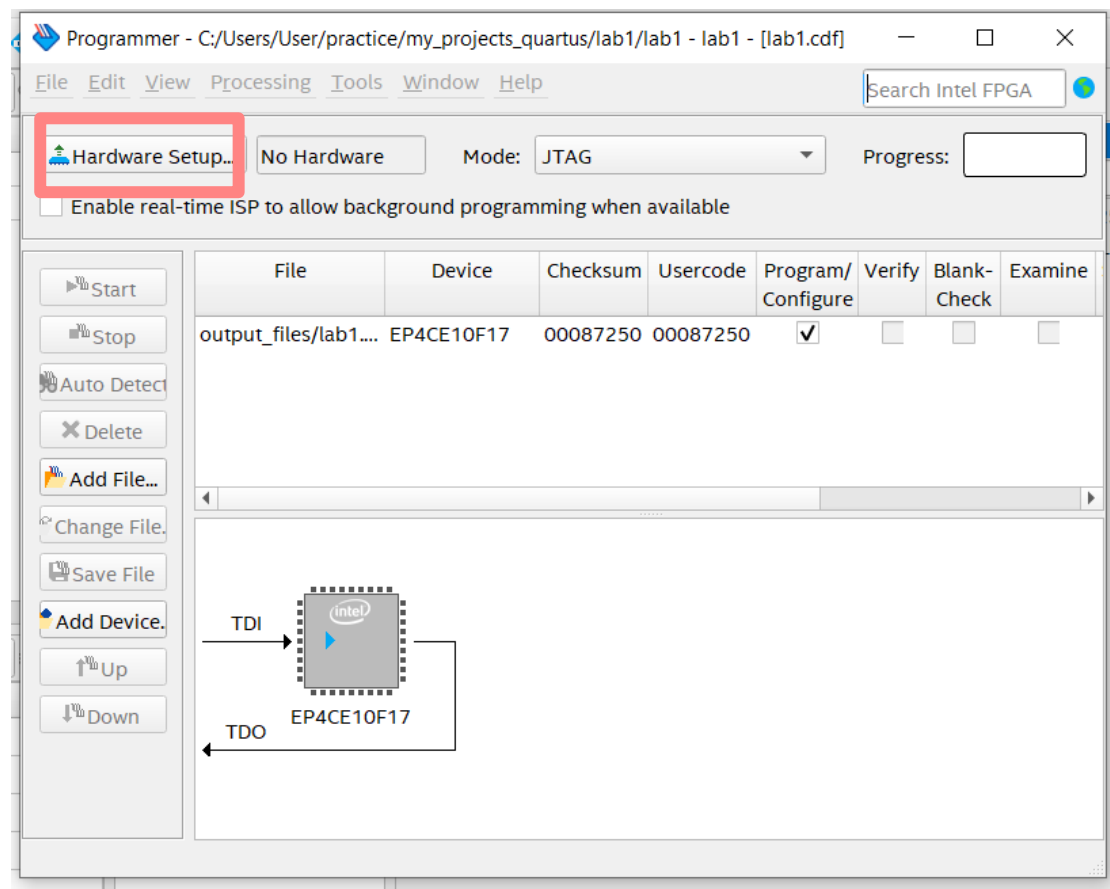 Programmer - C:/Users/User/practice/my_projects_quartus/lab1/lab1 - lab1 - [lab1.cdf]
File Edit View Processing Tools Window Help
Search Intel FPGA
Hardware Setup... No Hardware Mode: JTAG Progress:
Enable real-time ISP to allow background programming when available
Start
Stop
Auto Detect
Delete
Add File...
Change File.
Save File
Add Device.
Up
Down
File Device Checksum Usercode Program/ Verify Blank- Examine
Configure Check
output_files/lab1.... EP4CE10F17 00087250 00087250
intel
TDI
EP4CE10F17
TDO